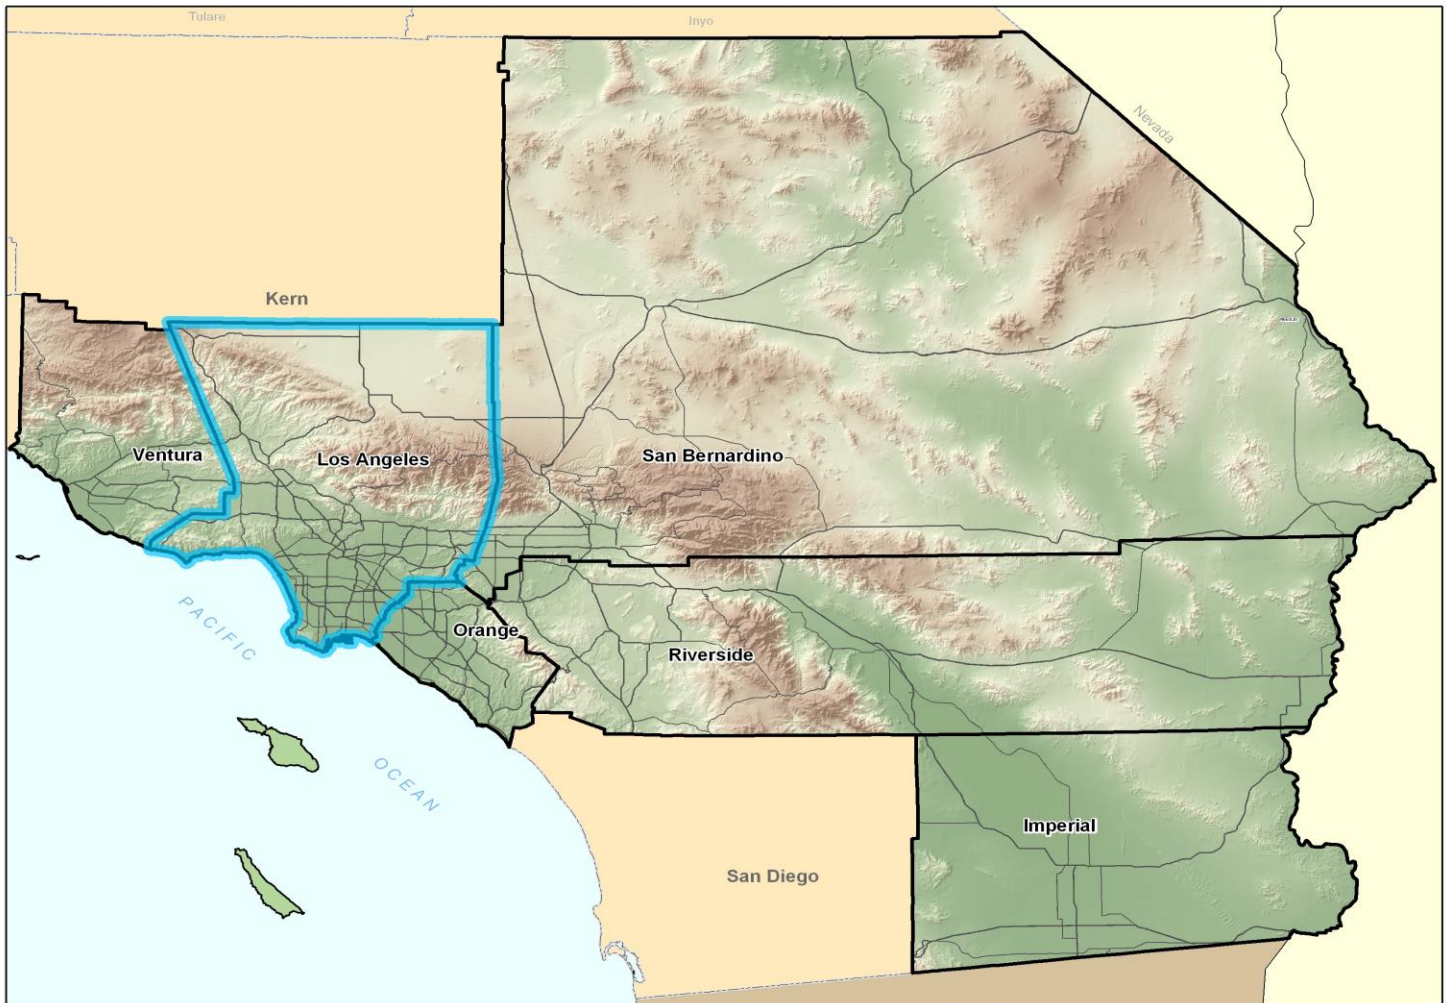 Tulare
Inyo
Nevada
Kern
Ventura
Los Angeles
San Bernardino
Orange
Riverside
PACIFIC
OCEAN
Imperial
San Diego